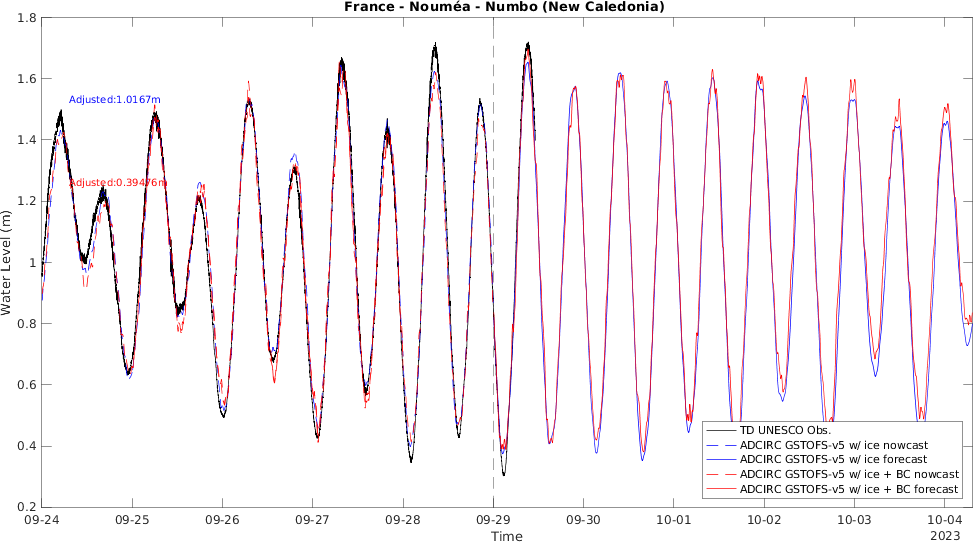 France - Nouméa - Numbo (New Caledonia)
1.8
1.6
1.4
1.2
1
0.8
0.6
0.4
0.2
Water Level (m)
Adjusted:1.0167m
Adjusted:0.39476m
TD UNESCO Obs.
ADCIRC GSTOFS-v5 w/ ice nowcast
ADCIRC GSTOFS-v5 w/ ice forecast
ADCIRC GSTOFS-v5 w/ ice + BC nowcast
ADCIRC GSTOFS-v5 w/ ice + BC forecast
09-24 09-25 09-26 09-27 09-28 09-29 09-30 10-01 10-02 10-03 10-04
Time
2023